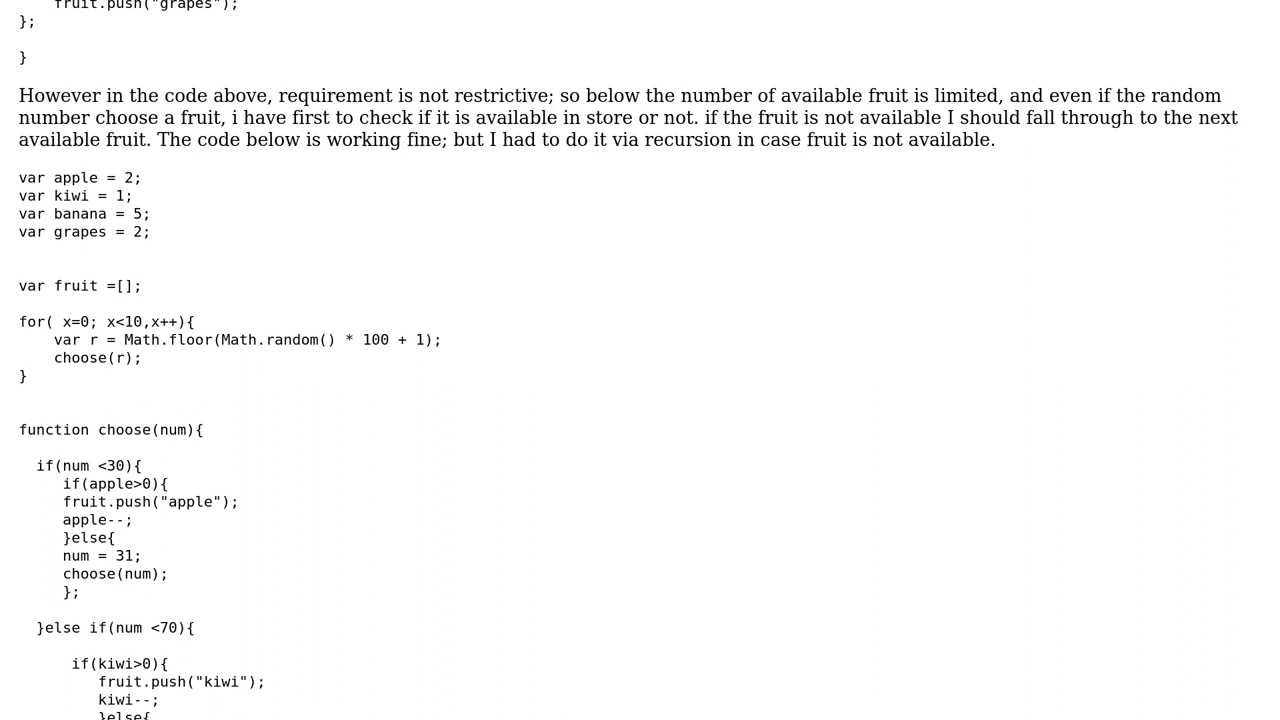 fruit.push("grapes");
};
}
However in the code above, requirement is not restrictive; so below the number of available fruit is limited, and even if the random
number choose a fruit, i have first to check if it is available in store or not. if the fruit is not available I should fall through to the next
available fruit. The code below is working fine; but I had to do it via recursion in case fruit is not available.
var apple = 2;
var kiwi = 1;
var banana = 5;
var grapes = 2;
var fruit =[];
for( x=0; x<10,x++){
var r = Math.floor(Math.random() * 100 + 1);
choose(r);
}
function choose(num){
if(num <30){
if(apple>0){
fruit.push("apple");
apple--;
}else{
num = 31;
choose(num);
};
}else if(num <70){
if(kiwi>0){
fruit.push("kiwi");
kiwi--;
}else{